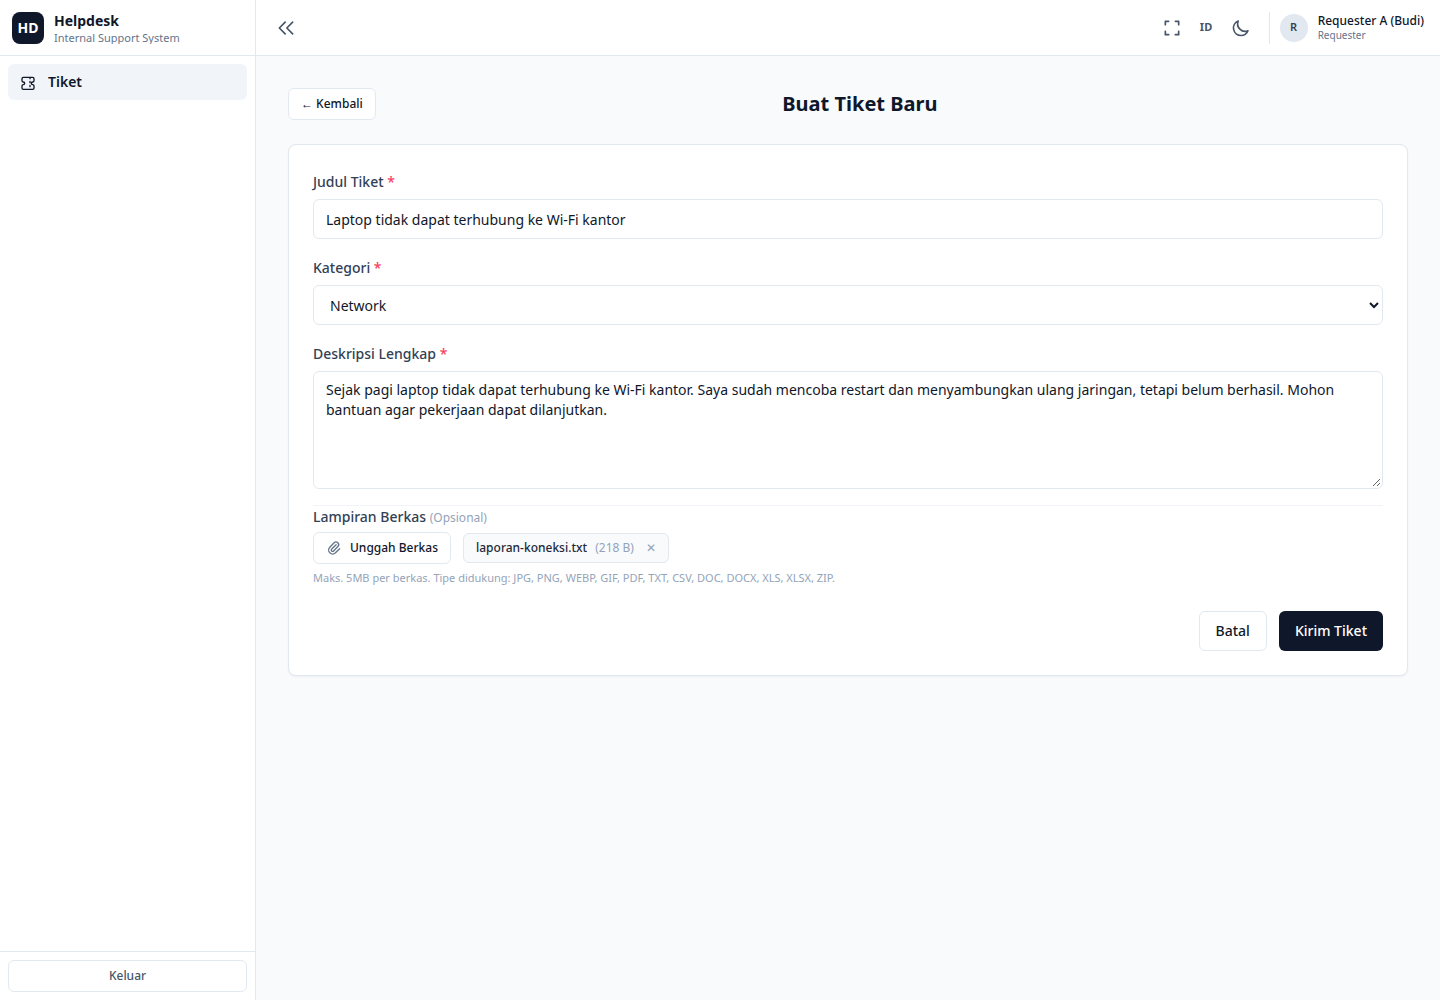 HD
Helpdesk
Internal Support System
ID
R
Requester A (Budi)
Requester
Tiket
← Kembali
Buat Tiket Baru
Judul Tiket *
Laptop tidak dapat terhubung ke Wi-Fi kantor
Kategori *
Network
Deskripsi Lengkap *
Sejak pagi laptop tidak dapat terhubung ke Wi-Fi kantor. Saya sudah mencoba restart dan menyambungkan ulang jaringan, tetapi belum berhasil. Mohon
bantuan agar pekerjaan dapat dilanjutkan.
Lampiran Berkas (Opsional)
Unggah Berkas
laporan-koneksi.txt (218 B) ×
Maks. 5MB per berkas. Tipe didukung: JPG, PNG, WEBP, GIF, PDF, TXT, CSV, DOC, DOCX, XLS, XLSX, ZIP.
Batal
Kirim Tiket
Keluar